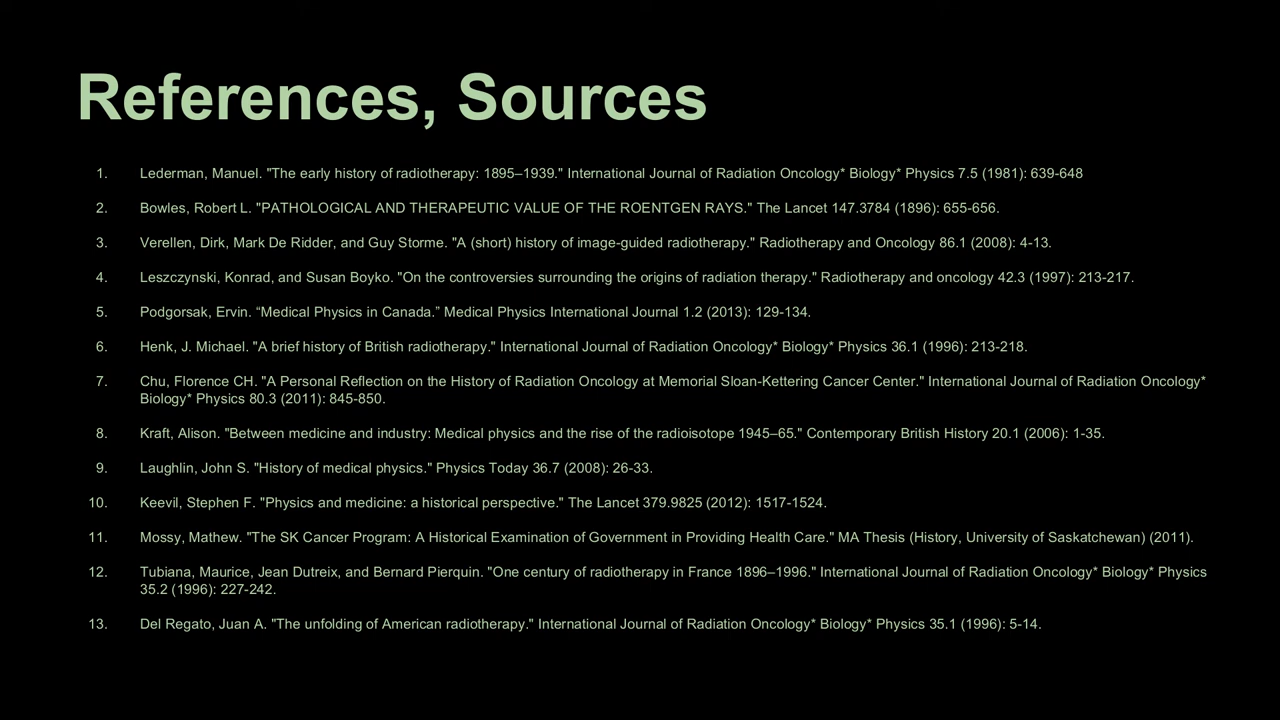 References, Sources
1. Lederman, Manuel. "The early history of radiotherapy: 1895–1939." International Journal of Radiation Oncology* Biology* Physics 7.5 (1981): 639-648
2. Bowles, Robert L. "PATHOLOGICAL AND THERAPEUTIC VALUE OF THE ROENTGEN RAYS." The Lancet 147.3784 (1896): 655-656.
3. Verellen, Dirk, Mark De Ridder, and Guy Storme. "A (short) history of image-guided radiotherapy." Radiotherapy and Oncology 86.1 (2008): 4-13.
4. Leszczynski, Konrad, and Susan Boyko. "On the controversies surrounding the origins of radiation therapy." Radiotherapy and oncology 42.3 (1997): 213-217.
5. Podgorsak, Ervin. “Medical Physics in Canada.” Medical Physics International Journal 1.2 (2013): 129-134.
6. Henk, J. Michael. "A brief history of British radiotherapy." International Journal of Radiation Oncology* Biology* Physics 36.1 (1996): 213-218.
7. Chu, Florence CH. "A Personal Reflection on the History of Radiation Oncology at Memorial Sloan-Kettering Cancer Center." International Journal of Radiation Oncology*
Biology* Physics 80.3 (2011): 845-850.
8. Kraft, Alison. "Between medicine and industry: Medical physics and the rise of the radioisotope 1945–65." Contemporary British History 20.1 (2006): 1-35.
9. Laughlin, John S. "History of medical physics." Physics Today 36.7 (2008): 26-33.
10. Keevil, Stephen F. "Physics and medicine: a historical perspective." The Lancet 379.9825 (2012): 1517-1524.
11. Mossy, Mathew. "The SK Cancer Program: A Historical Examination of Government in Providing Health Care." MA Thesis (History, University of Saskatchewan) (2011).
12. Tubiana, Maurice, Jean Dutreix, and Bernard Pierquin. "One century of radiotherapy in France 1896–1996." International Journal of Radiation Oncology* Biology* Physics
35.2 (1996): 227-242.
13. Del Regato, Juan A. "The unfolding of American radiotherapy." International Journal of Radiation Oncology* Biology* Physics 35.1 (1996): 5-14.